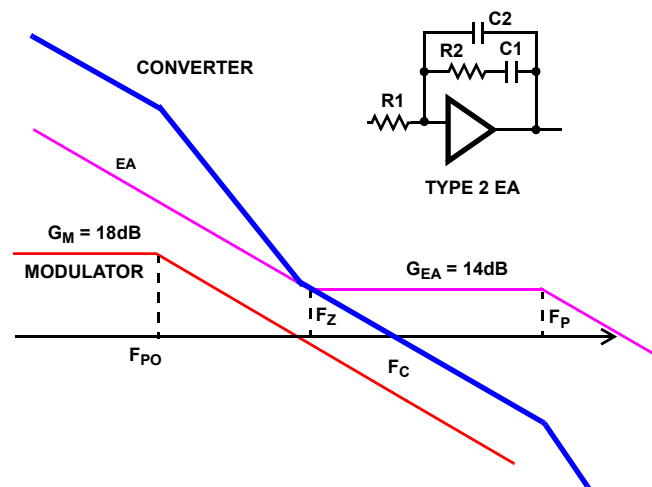 C2
CONVERTER
R2
C1
R1
EA
TYPE 2 EA
G_M = 18dB
MODULATOR
G_EA = 14dB
F_Z
F_P
F_PO
F_C